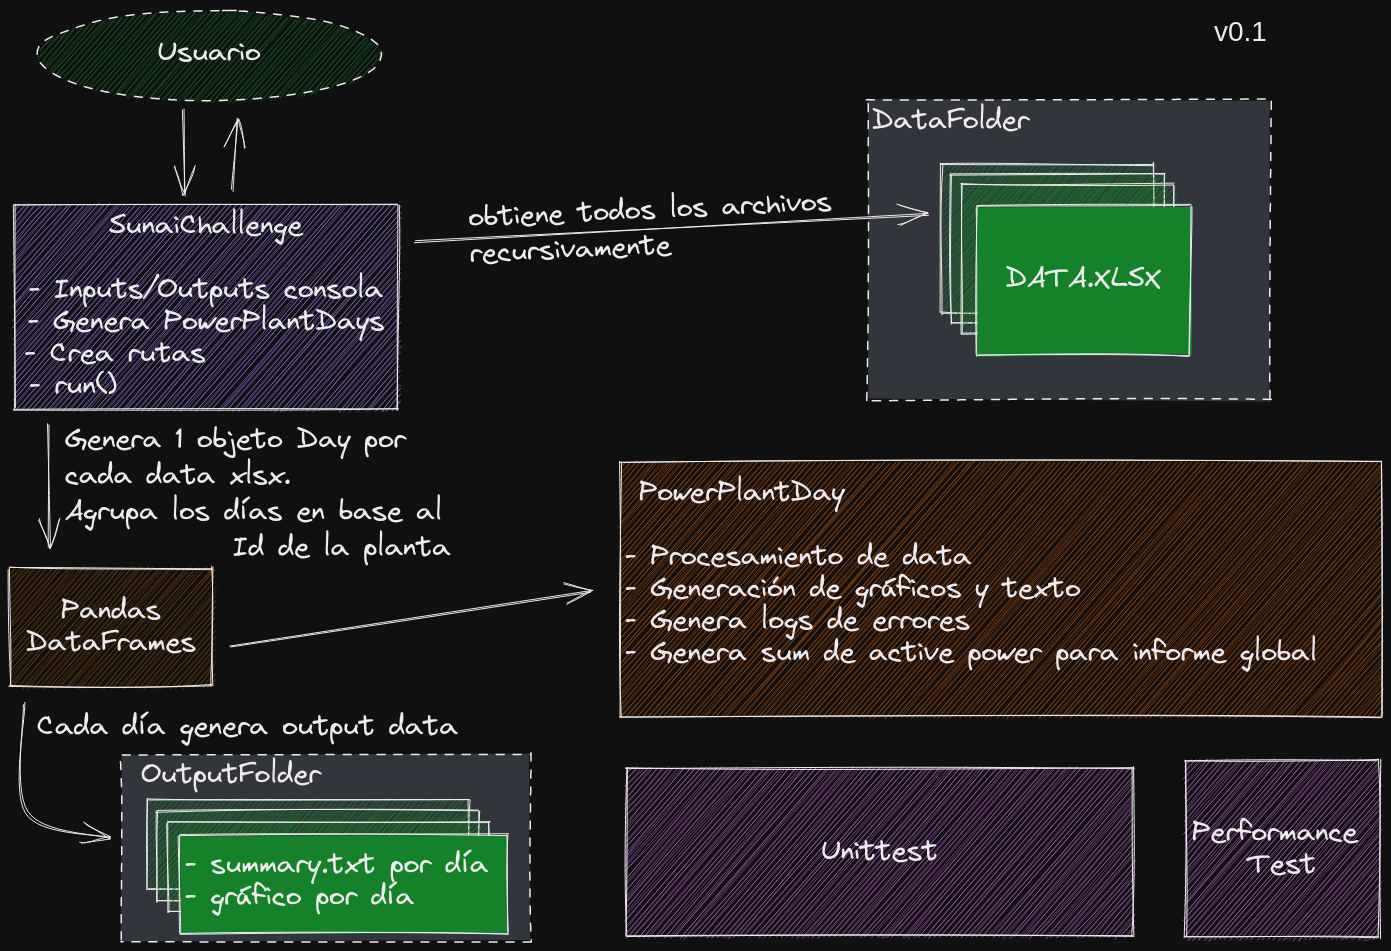 v0.1
Usuario
DataFolder
DATA.XLSX
obtiene todos los archivos
recursivamente
SunaiChallenge
- Inputs/Outputs consola
- Genera PowerPlantDays
- Crea rutas
- run()
Genera 1 objeto Day por
cada data xlsx.
Agrupa los días en base al
Id de la planta
PowerPlantDay
- Procesamiento de data
- Generación de gráficos y texto
- Genera logs de errores
- Genera sum de active power para informe global
Pandas
DataFrames
Cada día genera output data
OutputFolder
- summary.txt por día
- gráfico por día
Unittest
Performance
Test